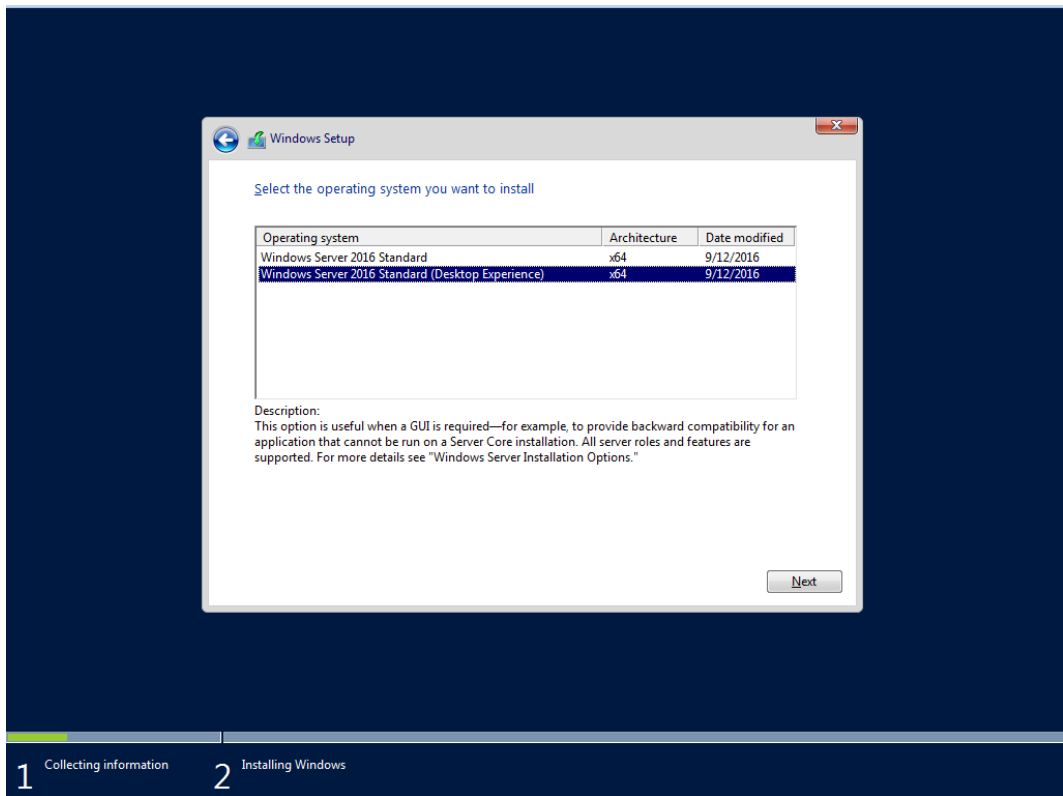 Windows Setup
Select the operating system you want to install
Operating system Architecture Date modified
Windows Server 2016 Standard x64 9/12/2016
Windows Server 2016 Standard (Desktop Experience) x64 9/12/2016
Description:
This option is useful when a GUI is required—for example, to provide backward compatibility for an
application that cannot be run on a Server Core installation. All server roles and features are
supported. For more details see "Windows Server Installation Options."
Next
1 Collecting information 2 Installing Windows